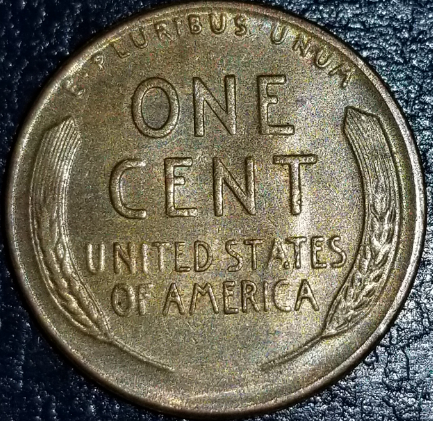 E PLURIBUS UNUM
ONE
CENT
UNITED STATES
OF AMERICA